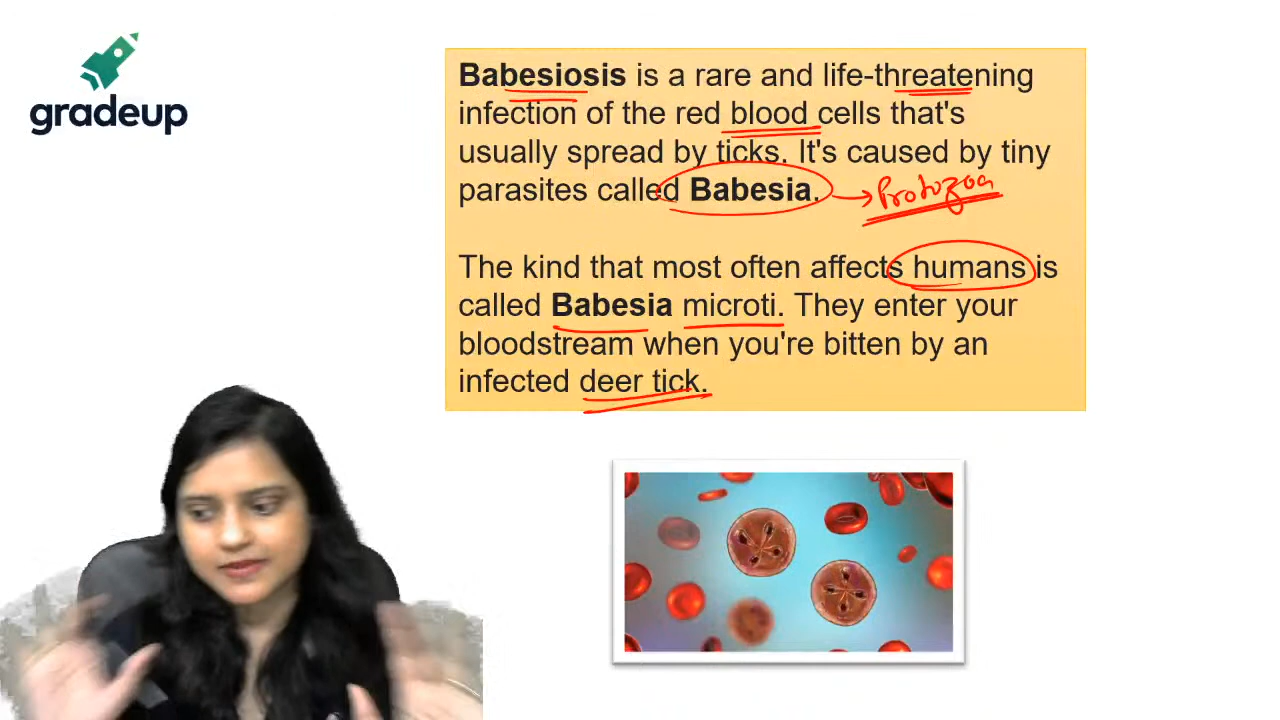 gradeup
Babesiosis is a rare and life-threatening
infection of the red blood cells that's
usually spread by ticks. It's caused by tiny
parasites called Babesia. Protozoa
The kind that most often affects humans is
called Babesia microti. They enter your
bloodstream when you're bitten by an
infected deer tick.